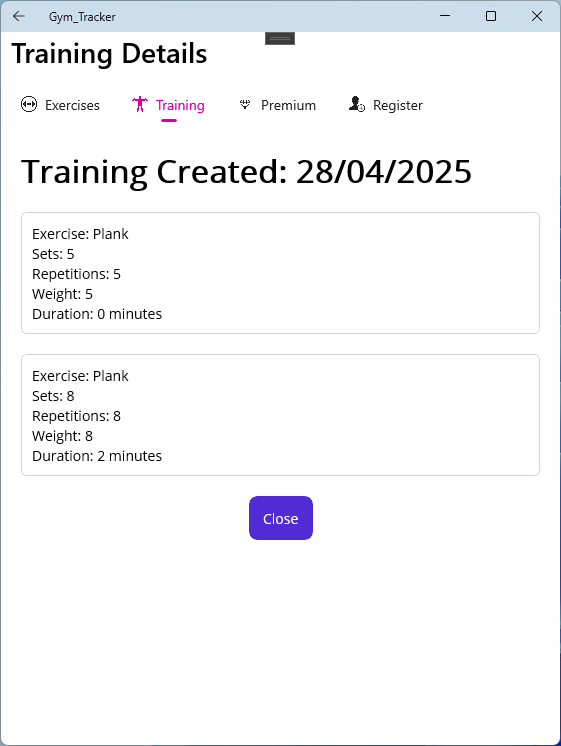 Gym_Tracker
Training Details
Exercises Training Premium Register
Training Created: 28/04/2025
Exercise: Plank
Sets: 5
Repetitions: 5
Weight: 5
Duration: 0 minutes
Exercise: Plank
Sets: 8
Repetitions: 8
Weight: 8
Duration: 2 minutes
Close